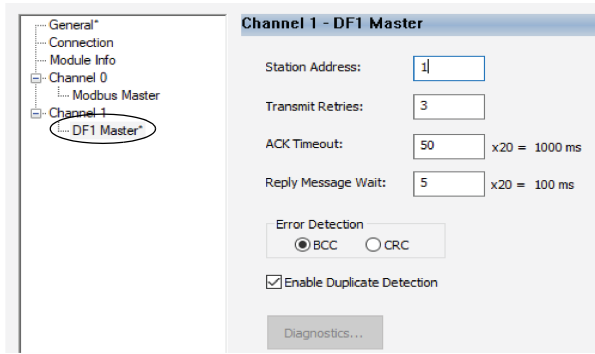 General*
Connection
Module Info
Channel 0
Modbus Master
Channel 1
DF1 Master*
Channel 1 - DF1 Master
Station Address: 1
Transmit Retries: 3
ACK Timeout: 50 x20 = 1000 ms
Reply Message Wait: 5 x20 = 100 ms
Error Detection
BCC CRC
Enable Duplicate Detection
Diagnostics...